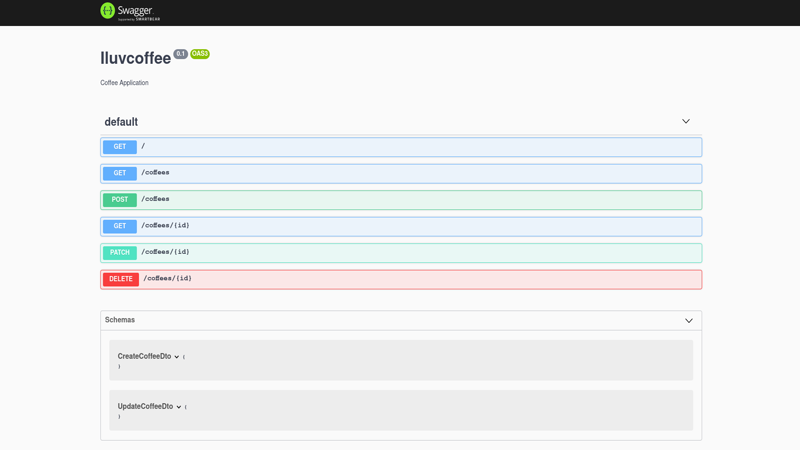 Swagger
Supported by SMARTBEAR
Iluvcoffee 0.1 OAS3
Coffee Application
default
GET /
GET /coffees
POST /coffees
GET /coffees/{id}
PATCH /coffees/{id}
DELETE /coffees/{id}
Schemas
CreateCoffeeDto {
}
UpdateCoffeeDto {
}